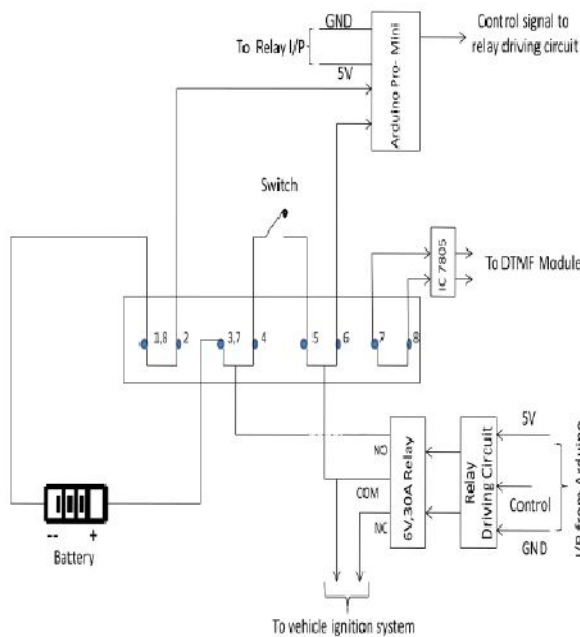 GND
To Relay I/P
5V
Arduino Pro- Mini
Control signal to
relay driving circuit
Switch
IC 7805
To DTMF Module
1,8
2
3,7
4
5
6
7
8
NO
COM
NC
6V,30A Relay
Relay
Driving Circuit
5V
Control
GND
I/P from Arduino
--
+
Battery
To vehicle ignition system